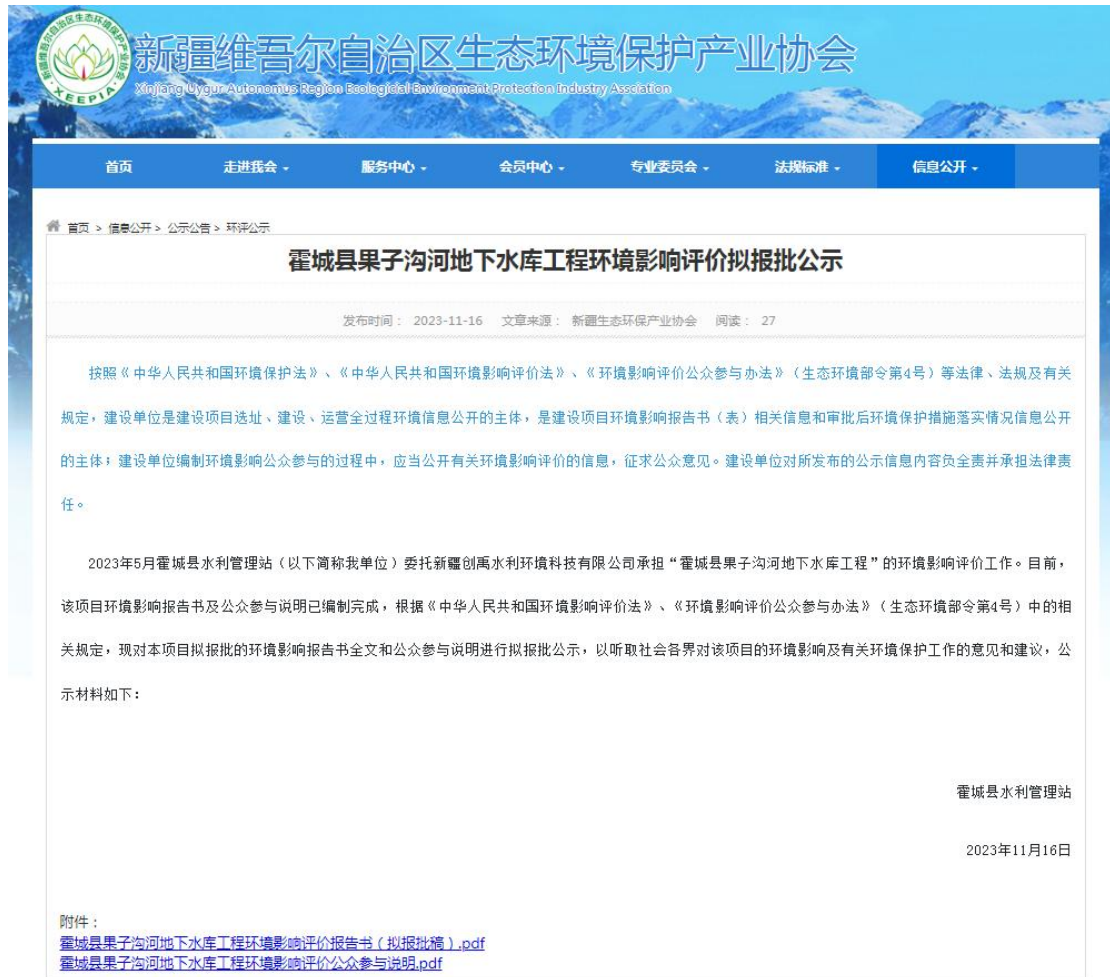 新疆维吾尔自治区生态环境保护产业协会
XEEPIA
Xinjiang Uygur Autonomus Region Ecological Environment Protection Industry Assciation
首页 走进我会 服务中心 会员中心 专业委员会 法规标准 信息公开
首页 > 信息公开 > 公示公告 > 环评公示
霍城县果子沟河地下水库工程环境影响评价拟报批公示
发布时间： 2023-11-16 文章来源： 新疆生态环保产业协会 阅读： 27
按照《中华人民共和国环境保护法》、《中华人民共和国环境影响评价法》、《环境影响评价公众参与办法》（生态环境部令第4号）等法律、法规及有关
规定，建设单位是建设项目选址、建设、运营全过程环境信息公开的主体，是建设项目环境影响报告书（表）相关信息和审批后环境保护措施落实情况信息公开
的主体；建设单位编制环境影响公众参与的过程中，应当公开有关环境影响评价的信息，征求公众意见。建设单位对所发布的公示信息内容负全责并承担法律责
任。
2023年5月霍城县水利管理站（以下简称我单位）委托新疆创禹水利环境科技有限公司承担“霍城县果子沟河地下水库工程”的环境影响评价工作。目前，
该项目环境影响报告书及公众参与说明已编制完成，根据《中华人民共和国环境影响评价法》、《环境影响评价公众参与办法》（生态环境部令第4号）中的相
关规定，现对本项目拟报批的环境影响报告书全文和公众参与说明进行拟报批公示，以听取社会各界对该项目的环境影响及有关环境保护工作的意见和建议，公
示材料如下：
霍城县水利管理站
2023年11月16日
附件：
霍城县果子沟河地下水库工程环境影响评价报告书（拟报批稿）.pdf
霍城县果子沟河地下水库工程环境影响评价公众参与说明.pdf